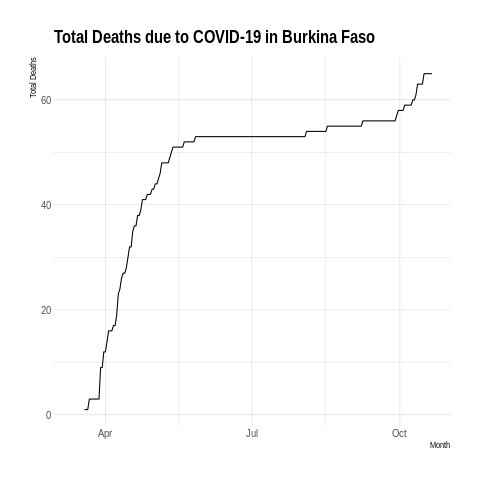 Total Deaths due to COVID-19 in Burkina Faso
Total Deaths
60
40
20
0
Apr
Jul
Oct
Month